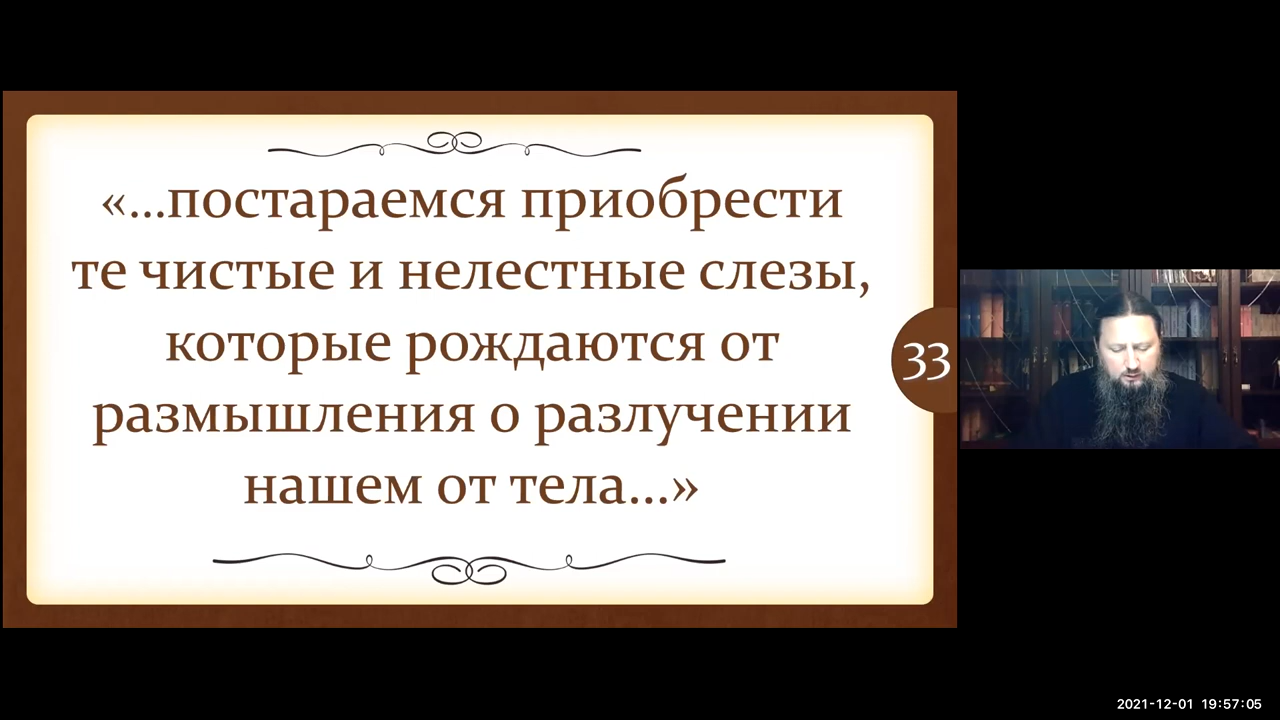 «...постараемся приобрести
те чистые и нелестные слезы,
которые рождаются от
размышления о разлучении
нашем от тела...»
33
2021-12-01 19:57:05